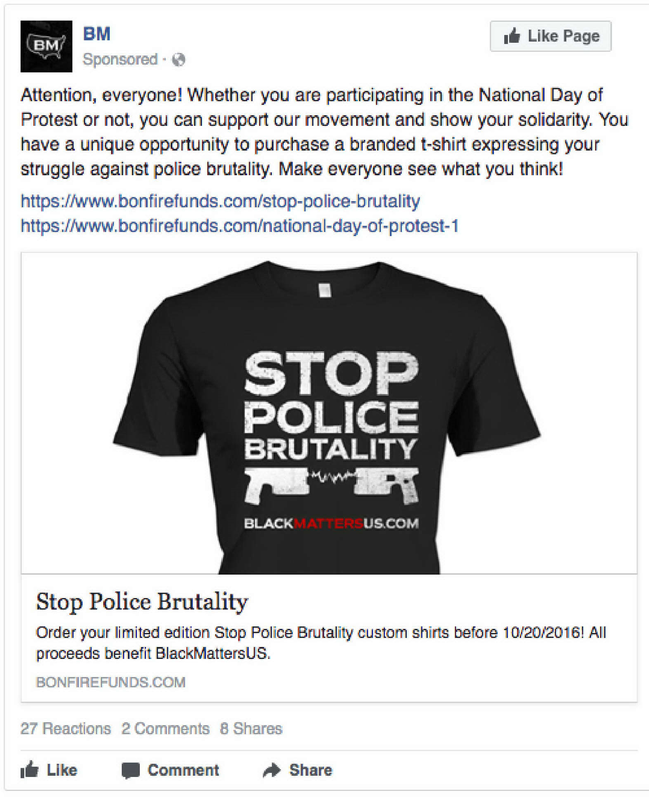 BM
BM
Like Page
Sponsored ·
Attention, everyone! Whether you are participating in the National Day of
Protest or not, you can support our movement and show your solidarity. You
have a unique opportunity to purchase a branded t-shirt expressing your
struggle against police brutality. Make everyone see what you think!
https://www.bonfirefunds.com/stop-police-brutality
https://www.bonfirefunds.com/national-day-of-protest-1
STOP
POLICE
BRUTALITY
BLACKMATTERSUS.COM
Stop Police Brutality
Order your limited edition Stop Police Brutality custom shirts before 10/20/2016! All
proceeds benefit BlackMattersUS.
BONFIREFUNDS.COM
27 Reactions 2 Comments 8 Shares
Like Comment Share